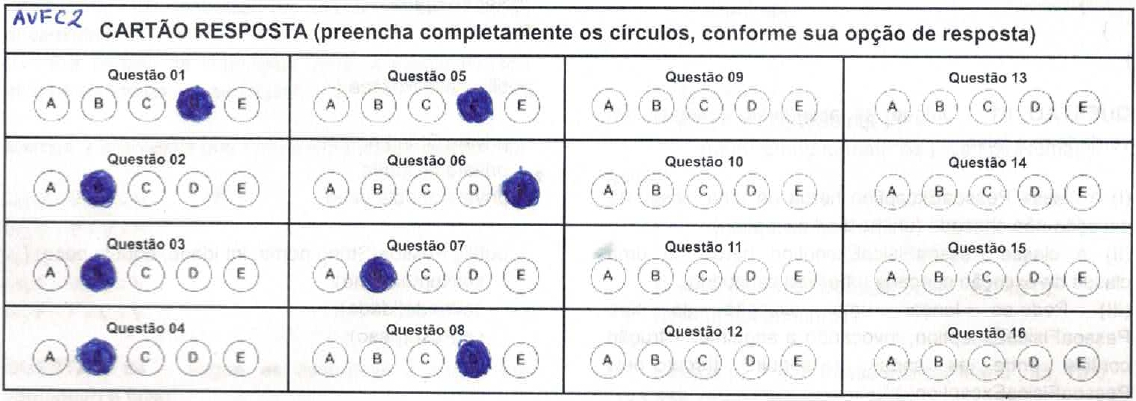 AVFC2
CARTÃO RESPOSTA (preencha completamente os círculos, conforme sua opção de resposta)
Questão 01 Questão 05 Questão 09 Questão 13
A B C E A B C E A B C D E A B C D E
Questão 02 Questão 06 Questão 10 Questão 14
A C D E A B C D A B C D E A B C D E
Questão 03 Questão 07 Questão 11 Questão 15
A C D E A C D E A B C D E A B C D E
Questão 04 Questão 08 Questão 12 Questão 16
A C D E A B C E A B C D E A B C D E